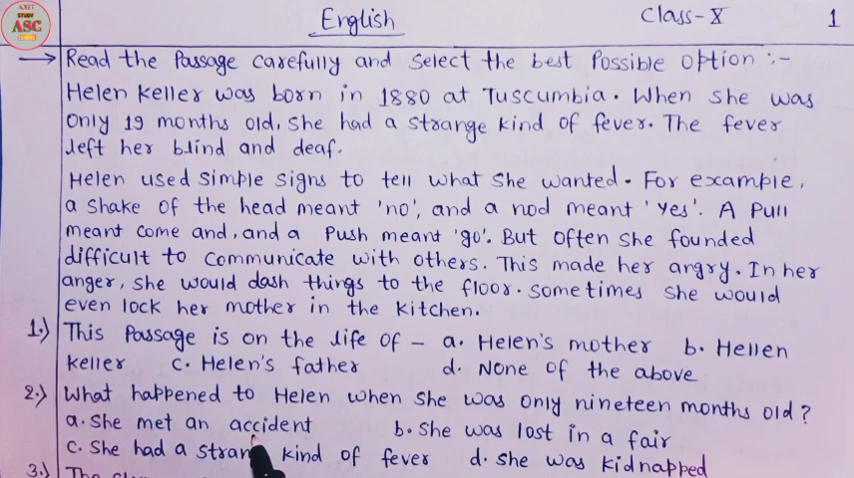 AJEET
STUDY
ASC
English
Class-X
1
→ Read the Passage carefully and select the best Possible option :-
Helen Keller was born in 1880 at Tuscumbia. When she was
only 19 months old, she had a strange kind of fever. The fever
left her blind and deaf.
Helen used simple signs to tell what she wanted. For example,
a shake of the head meant 'no', and a nod meant 'yes'. A Pull
meant come and, and a Push meant 'go'. But often she founded
difficult to communicate with others. This made her angry. In her
anger, she would dash things to the floor. sometimes she would
even lock her mother in the kitchen.
1.) This Passage is on the life of - a. Helen's mother b. Hellen
Keller c. Helen's father d. None of the above
2.) What happened to Helen when she was only nineteen months old?
a. She met an accident b. She was lost in a fair
c. She had a stran kind of fever d. She was kidnapped
3.)